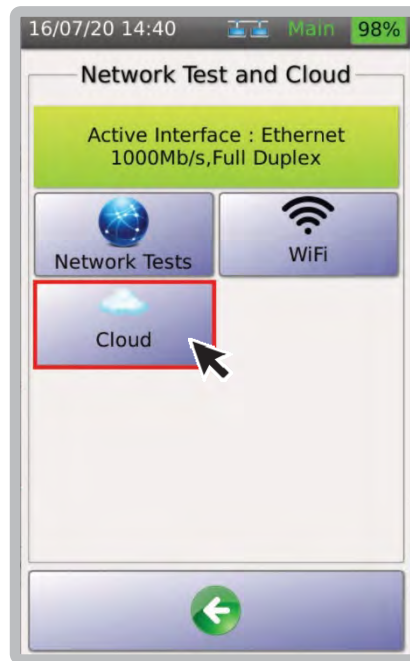 16/07/20 14:40 Main 98%
Network Test and Cloud
Active Interface : Ethernet
1000Mb/s,Full Duplex
Network Tests WiFi
Cloud